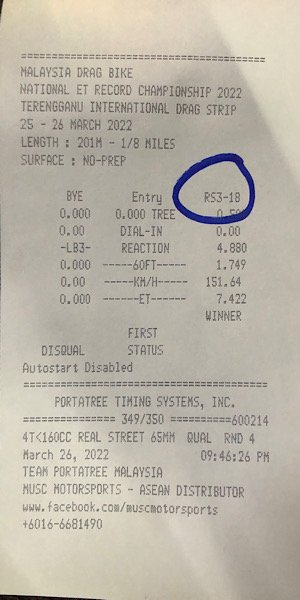 MALAYSIA DRAG BIKE
NATIONAL ET RECORD CHAMPIONSHIP 2022
TERENGGANU INTERNATIONAL DRAG STRIP
25 - 26 MARCH 2022
LENGTH : 201M - 1/8 MILES
SURFACE : NO-PREP
BYE Entry RS3-18
0.000 0.000 TREE
0.00 DIAL-IN 0.00
-LB3- REACTION 4.880
0.000 -----60FT----- 1.749
0.00 -----KM/H----- 151.64
0.000 ------ET------ 7.422
WINNER
FIRST
DISQUAL STATUS
Autostart Disabled
PORTATREE TIMING SYSTEMS, INC.
============== 349/350 ==========600214
4T<160CC REAL STREET 65MM QUAL RND 4
March 26, 2022 09:46:26 PM
TEAM PORTATREE MALAYSIA
MUSC MOTORSPORTS - ASEAN DISTRIBUTOR
www.facebook.com/muscmotorsports
+6016-6681490